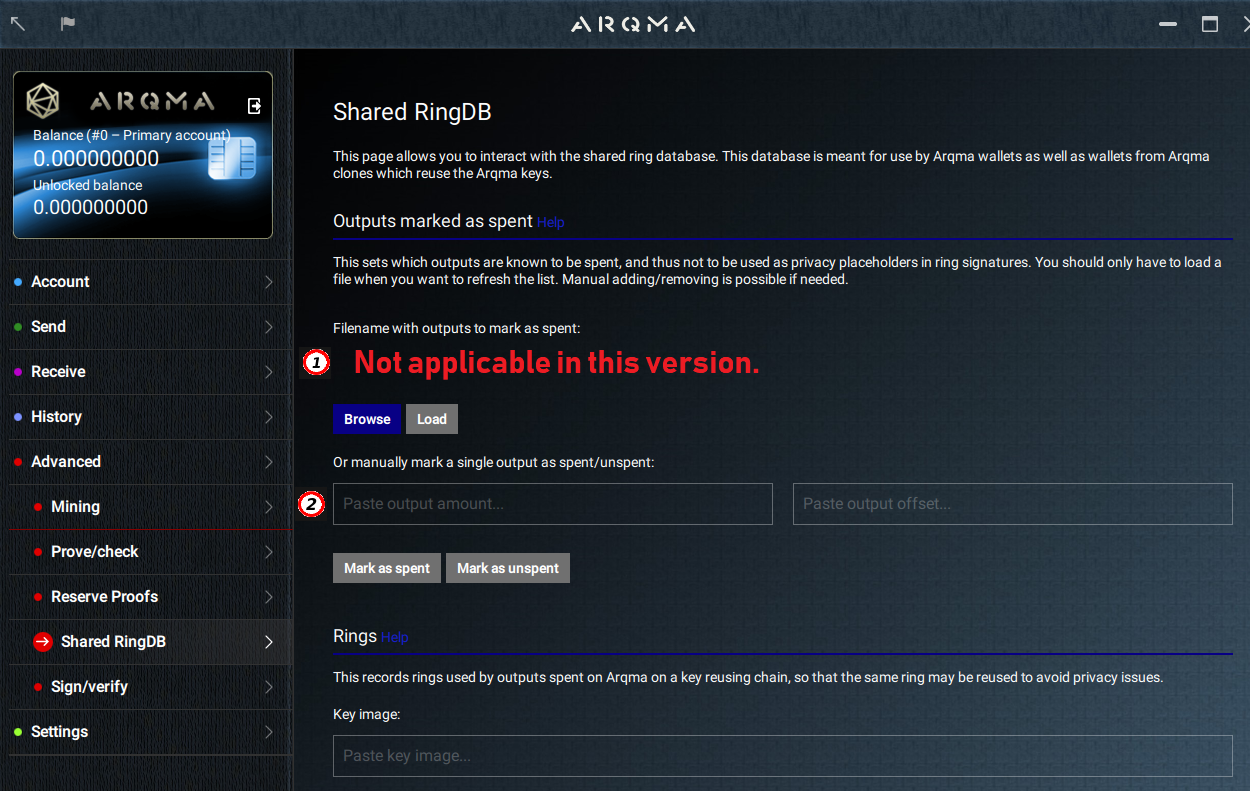 ARQMA
ARQMA
Balance (#0 – Primary account)
0.000000000
Unlocked balance
0.000000000
Account
Send
Receive
History
Advanced
Mining
Prove/check
Reserve Proofs
Shared RingDB
Sign/verify
Settings
Shared RingDB
This page allows you to interact with the shared ring database. This database is meant for use by Arqma wallets as well as wallets from Arqma
clones which reuse the Arqma keys.
Outputs marked as spent Help
This sets which outputs are known to be spent, and thus not to be used as privacy placeholders in ring signatures. You should only have to load a
file when you want to refresh the list. Manual adding/removing is possible if needed.
Filename with outputs to mark as spent:
1 Not applicable in this version.
Browse Load
Or manually mark a single output as spent/unspent:
2 Paste output amount... Paste output offset...
Mark as spent Mark as unspent
Rings Help
This records rings used by outputs spent on Arqma on a key reusing chain, so that the same ring may be reused to avoid privacy issues.
Key image:
Paste key image...